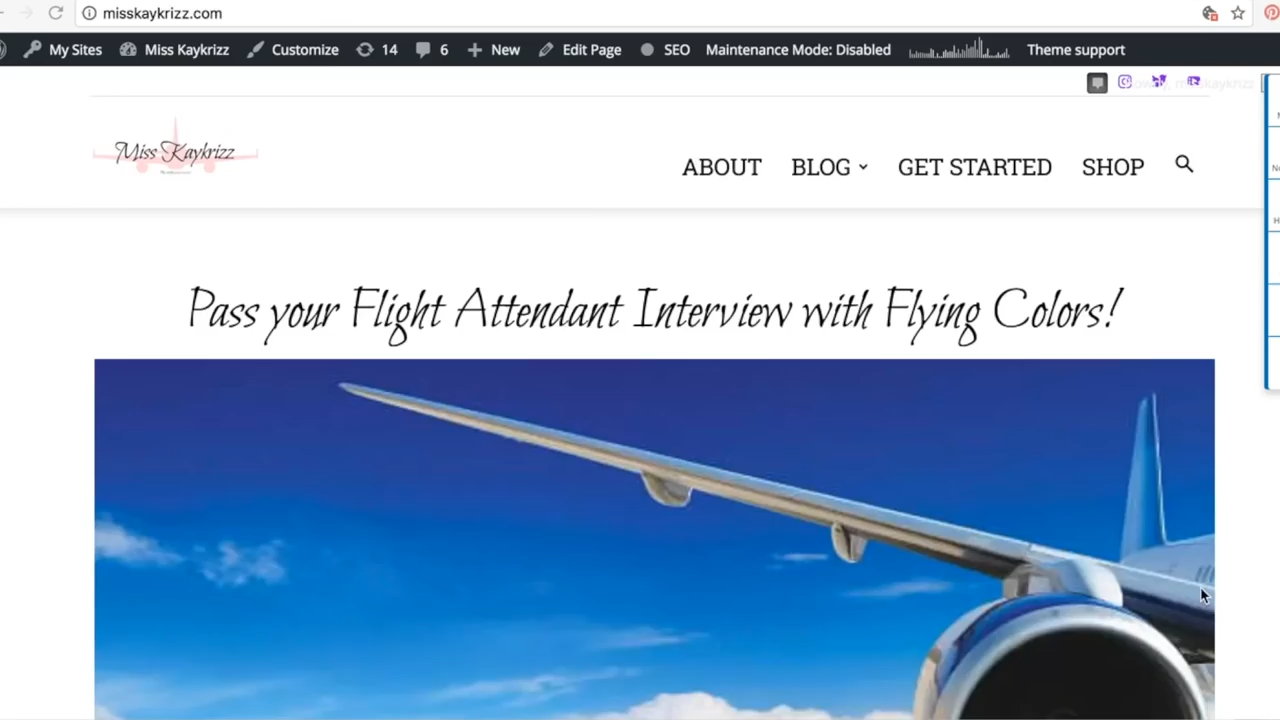 misskaykrizz.com
My Sites Miss Kaykrizz Customize 14 6 New Edit Page SEO Maintenance Mode: Disabled Theme support
Miss Kaykrizz
ABOUT BLOG GET STARTED SHOP
Pass your Flight Attendant Interview with Flying Colors!